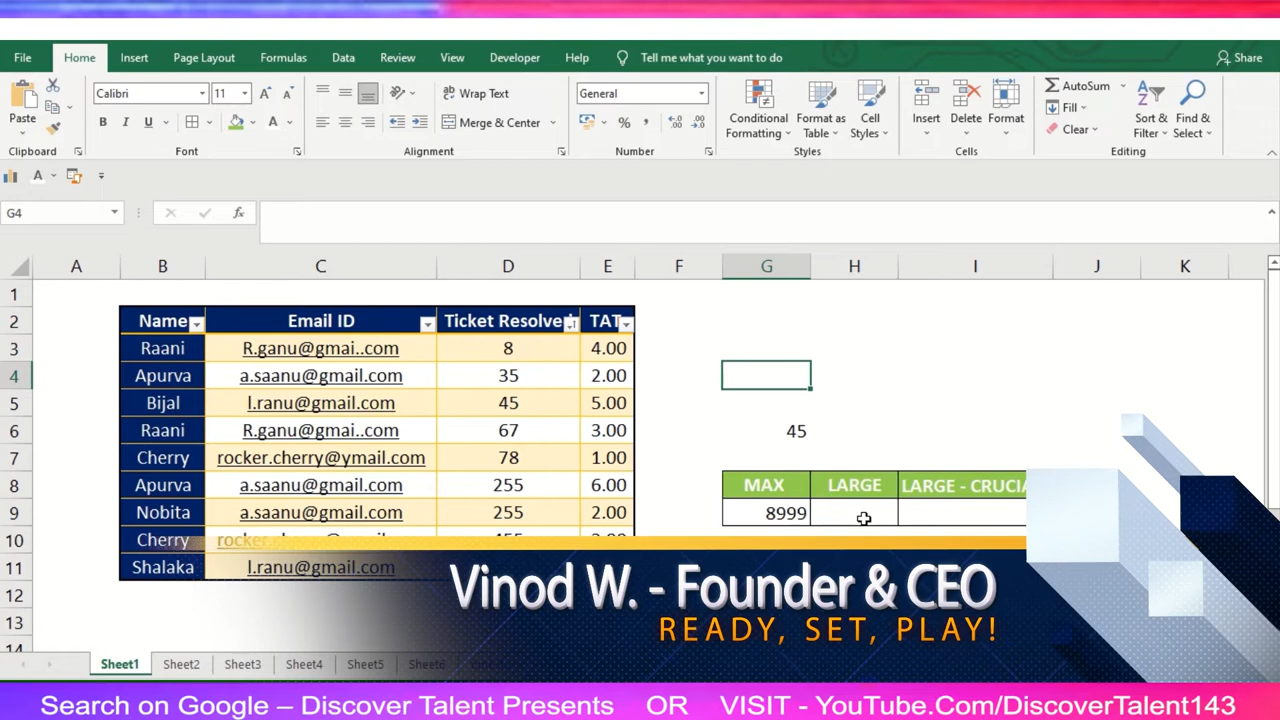 File Home Insert Page Layout Formulas Data Review View Developer Help Tell me what you want to do Share
Paste Calibri 11 Wrap Text General Conditional Formatting Format as Table Cell Styles Insert Delete Format AutoSum Sort & Filter Find & Select
B I U Merge & Center % Fill
Clear
Clipboard Font Alignment Number Styles Cells Editing
G4 fx
A B C D E F G H I J K
1
2 Name Email ID Ticket Resolve TAT
3 Raani R.ganu@gmai..com 8 4.00
4 Apurva a.saanu@gmail.com 35 2.00
5 Bijal l.ranu@gmail.com 45 5.00
6 Raani R.ganu@gmai..com 67 3.00 45
7 Cherry rocker.cherry@ymail.com 78 1.00
8 Apurva a.saanu@gmail.com 255 6.00 MAX LARGE LARGE - CRUCIA
9 Nobita a.saanu@gmail.com 255 2.00 8999
10 Cherry
11 Shalaka l.ranu@gmail.com
12
13
14
Vinod W. - Founder & CEO
READY, SET, PLAY!
Sheet1 Sheet2 Sheet3 Sheet4 Sheet5 Sheet6
Search on Google – Discover Talent Presents OR VISIT - YouTube.Com/DiscoverTalent143